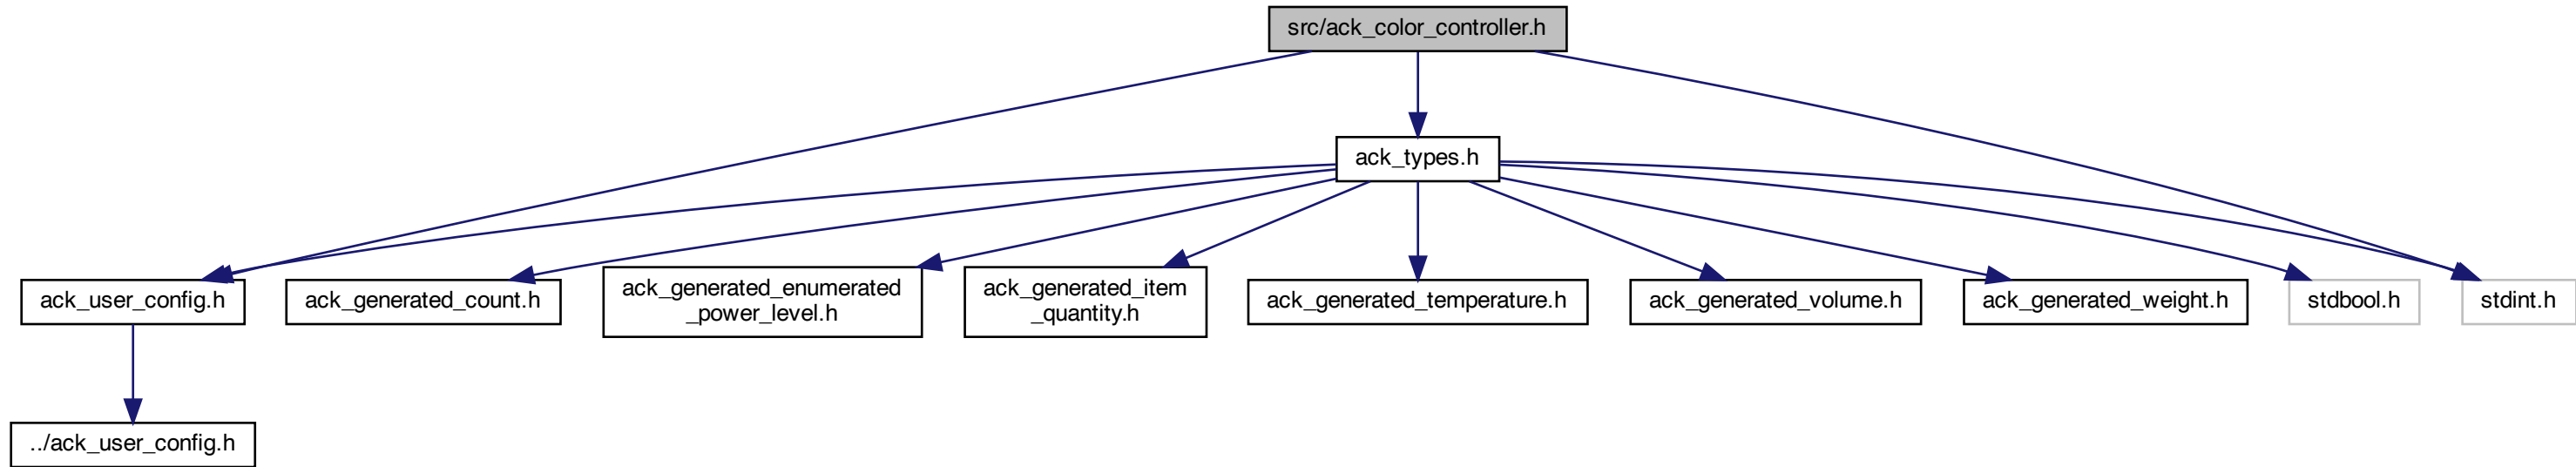 src/ack_color_controller.h
ack_types.h
ack_user_config.h
ack_generated_count.h
ack_generated_enumerated
_power_level.h
ack_generated_item
_quantity.h
ack_generated_temperature.h
ack_generated_volume.h
ack_generated_weight.h
stdbool.h
stdint.h
../ack_user_config.h